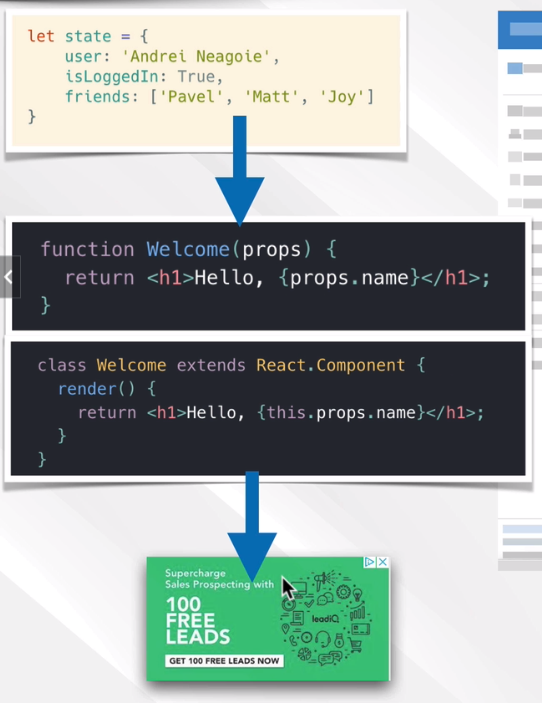 let state = {
    user: 'Andrei Neagoie',
    isLoggedIn: True,
    friends: ['Pavel', 'Matt', 'Joy']
}
function Welcome(props) {
  return <h1>Hello, {props.name}</h1>;
}
class Welcome extends React.Component {
  render() {
    return <h1>Hello, {this.props.name}</h1>;
  }
}
Supercharge
Sales Prospecting with
100
FREE
LEADS
GET 100 FREE LEADS NOW
leadiQ